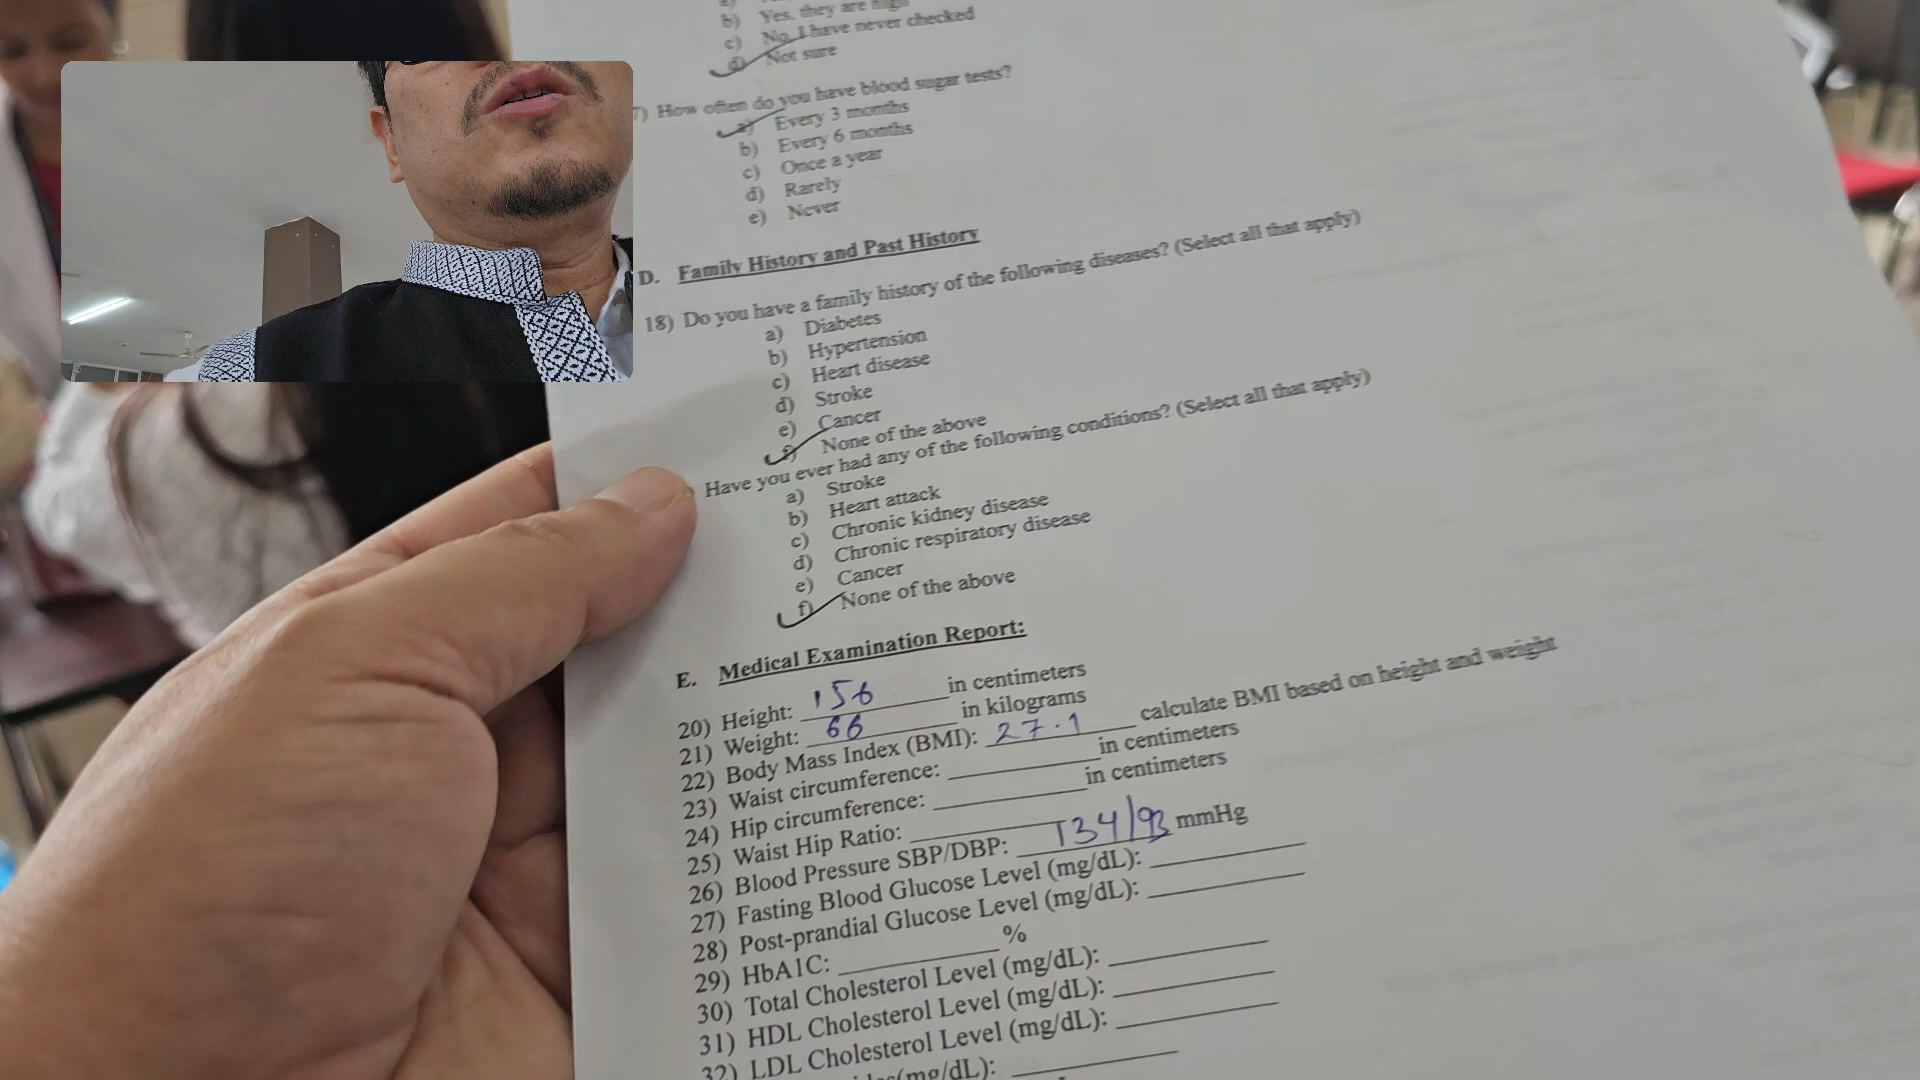 b) Yes, they are high
c) No, I have never checked
d) Not sure
7) How often do you have blood sugar tests?
a) Every 3 months
b) Every 6 months
c) Once a year
d) Rarely
e) Never
D. Family History and Past History
18) Do you have a family history of the following diseases? (Select all that apply)
a) Diabetes
b) Hypertension
c) Heart disease
d) Stroke
e) Cancer
f) None of the above
Have you ever had any of the following conditions? (Select all that apply)
a) Stroke
b) Heart attack
c) Chronic kidney disease
d) Chronic respiratory disease
e) Cancer
f) None of the above
E. Medical Examination Report:
20) Height: 156 in centimeters
21) Weight: 66 in kilograms
22) Body Mass Index (BMI): 27.1 calculate BMI based on height and weight
23) Waist circumference: in centimeters
24) Hip circumference: in centimeters
25) Waist Hip Ratio:
26) Blood Pressure SBP/DBP: 134/93 mmHg
27) Fasting Blood Glucose Level (mg/dL):
28) Post-prandial Glucose Level (mg/dL):
29) HbA1C: %
30) Total Cholesterol Level (mg/dL):
31) HDL Cholesterol Level (mg/dL):
32) LDL Cholesterol Level (mg/dL):
(mg/dL):